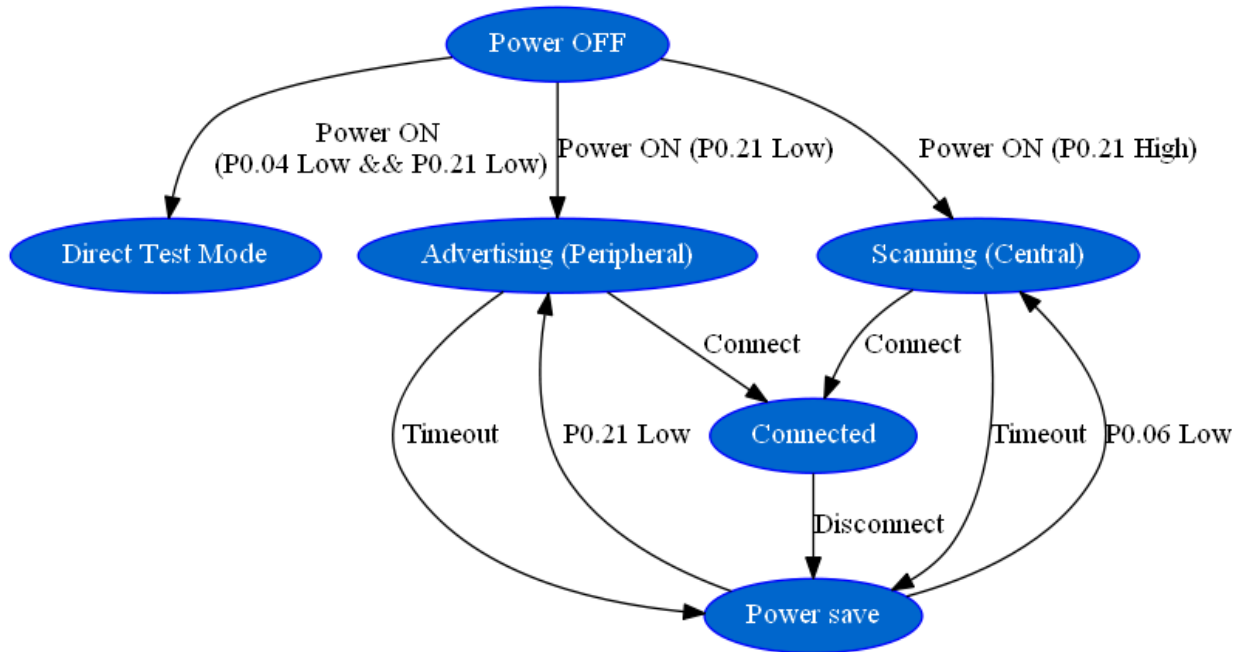 Power OFF
Power ON
(P0.04 Low && P0.21 Low)
Power ON (P0.21 Low)
Power ON (P0.21 High)
Direct Test Mode
Advertising (Peripheral)
Scanning (Central)
Connect
Connect
Timeout
P0.21 Low
Connected
Timeout
P0.06 Low
Disconnect
Power save